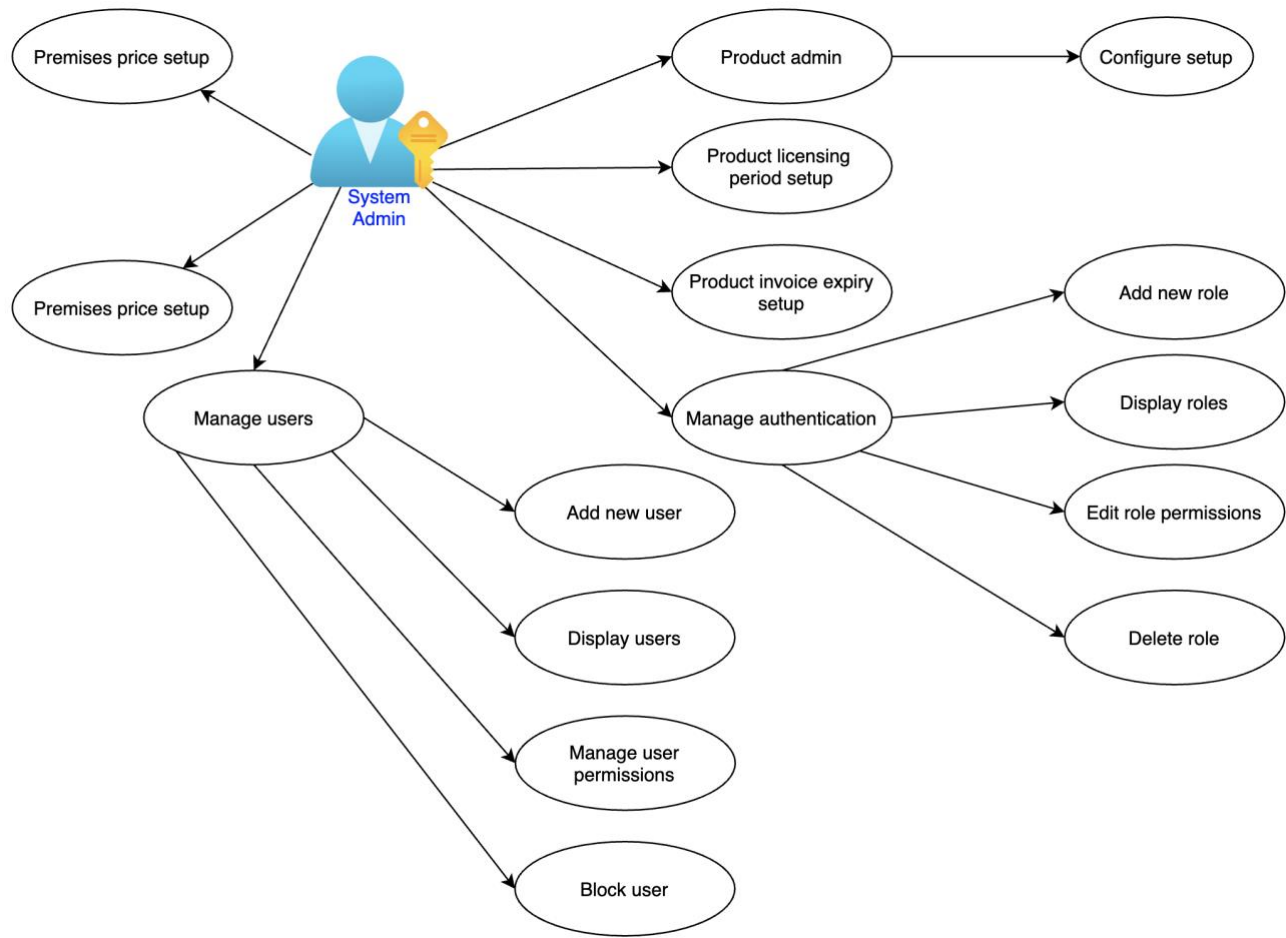 Premises price setup
Product admin
Configure setup
Product licensing
period setup
System
Admin
Premises price setup
Product invoice expiry
setup
Add new role
Manage users
Manage authentication
Display roles
Add new user
Edit role permissions
Display users
Delete role
Manage user
permissions
Block user